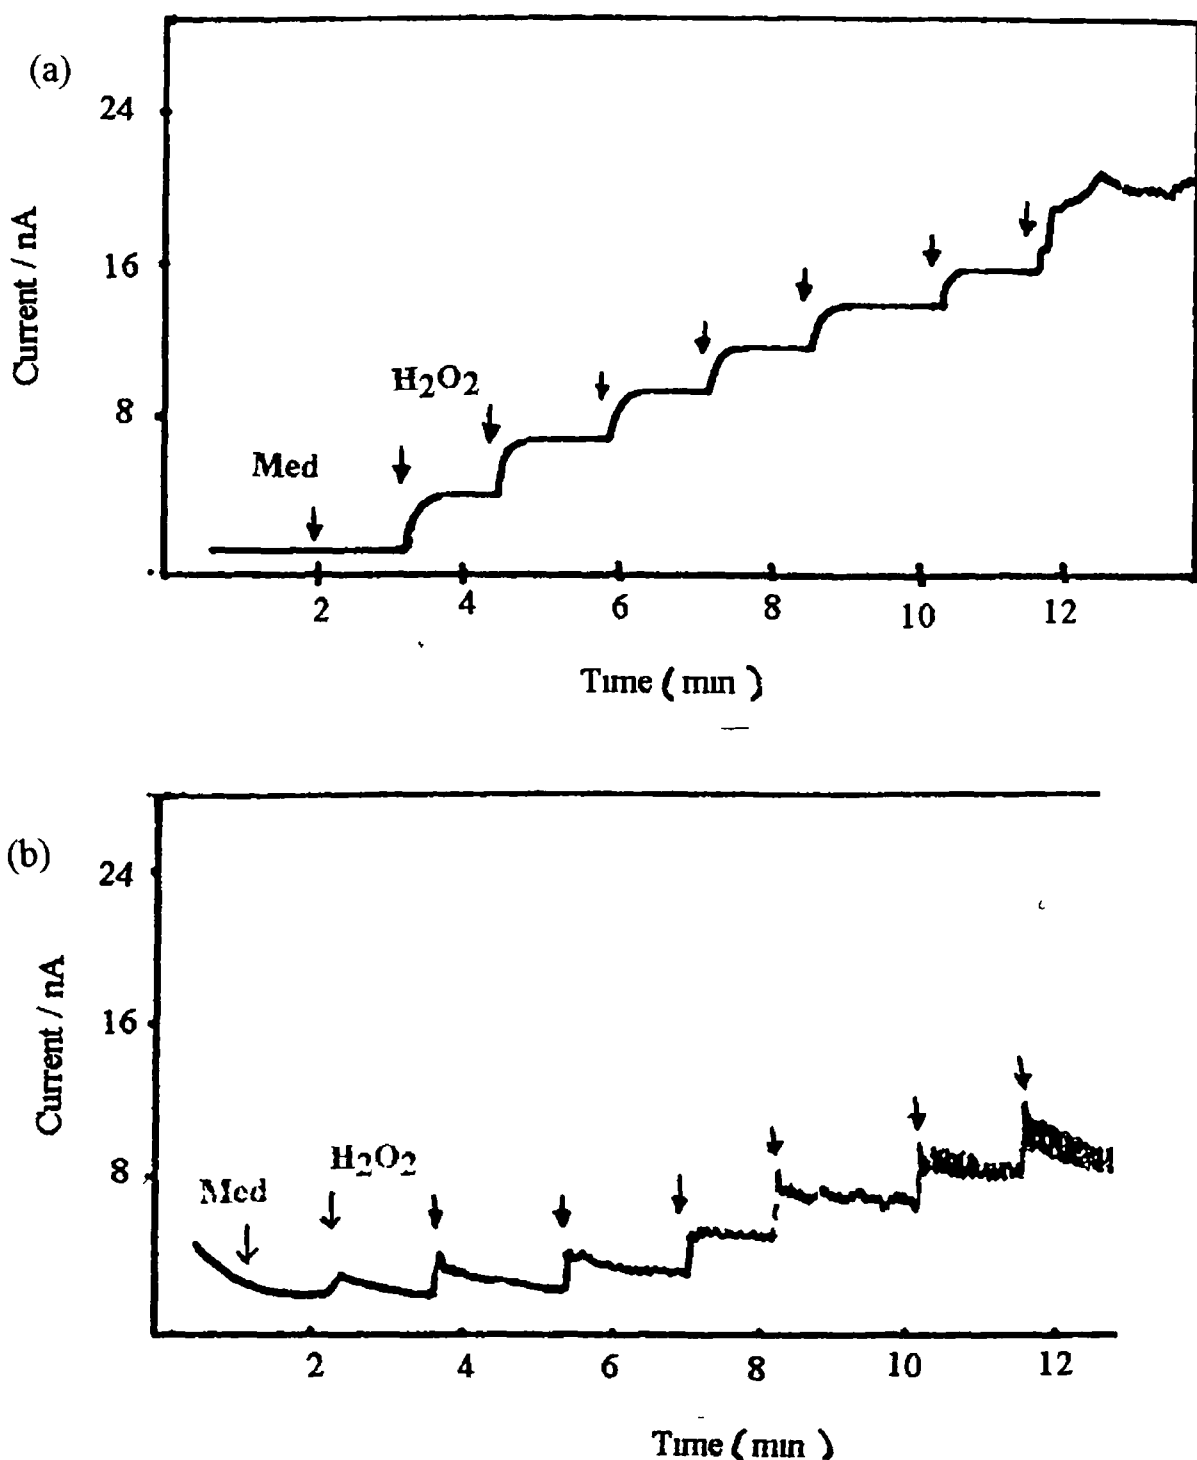 (a)
24
16
8
Current / nA
H2O2
Med
2 4 6 8 10 12
Time ( min )
(b)
24
16
8
Current / nA
H2O2
Med
2 4 6 8 10 12
Time ( min )